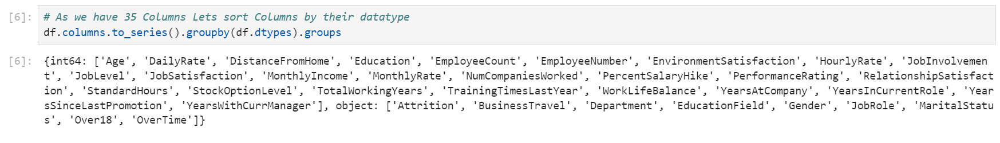 [6]: # As we have 35 Columns Lets sort Columns by their datatype
df.columns.to_series().groupby(df.dtypes).groups
[6]: {int64: ['Age', 'DailyRate', 'DistanceFromHome', 'Education', 'EmployeeCount', 'EmployeeNumber', 'EnvironmentSatisfaction', 'HourlyRate', 'JobInvolvemen
t', 'JobLevel', 'JobSatisfaction', 'MonthlyIncome', 'MonthlyRate', 'NumCompaniesWorked', 'PercentSalaryHike', 'PerformanceRating', 'RelationshipSatisfact
ion', 'StandardHours', 'StockOptionLevel', 'TotalWorkingYears', 'TrainingTimesLastYear', 'WorkLifeBalance', 'YearsAtCompany', 'YearsInCurrentRole', 'Year
sSinceLastPromotion', 'YearsWithCurrManager'], object: ['Attrition', 'BusinessTravel', 'Department', 'EducationField', 'Gender', 'JobRole', 'MaritalStatu
s', 'Over18', 'OverTime']}